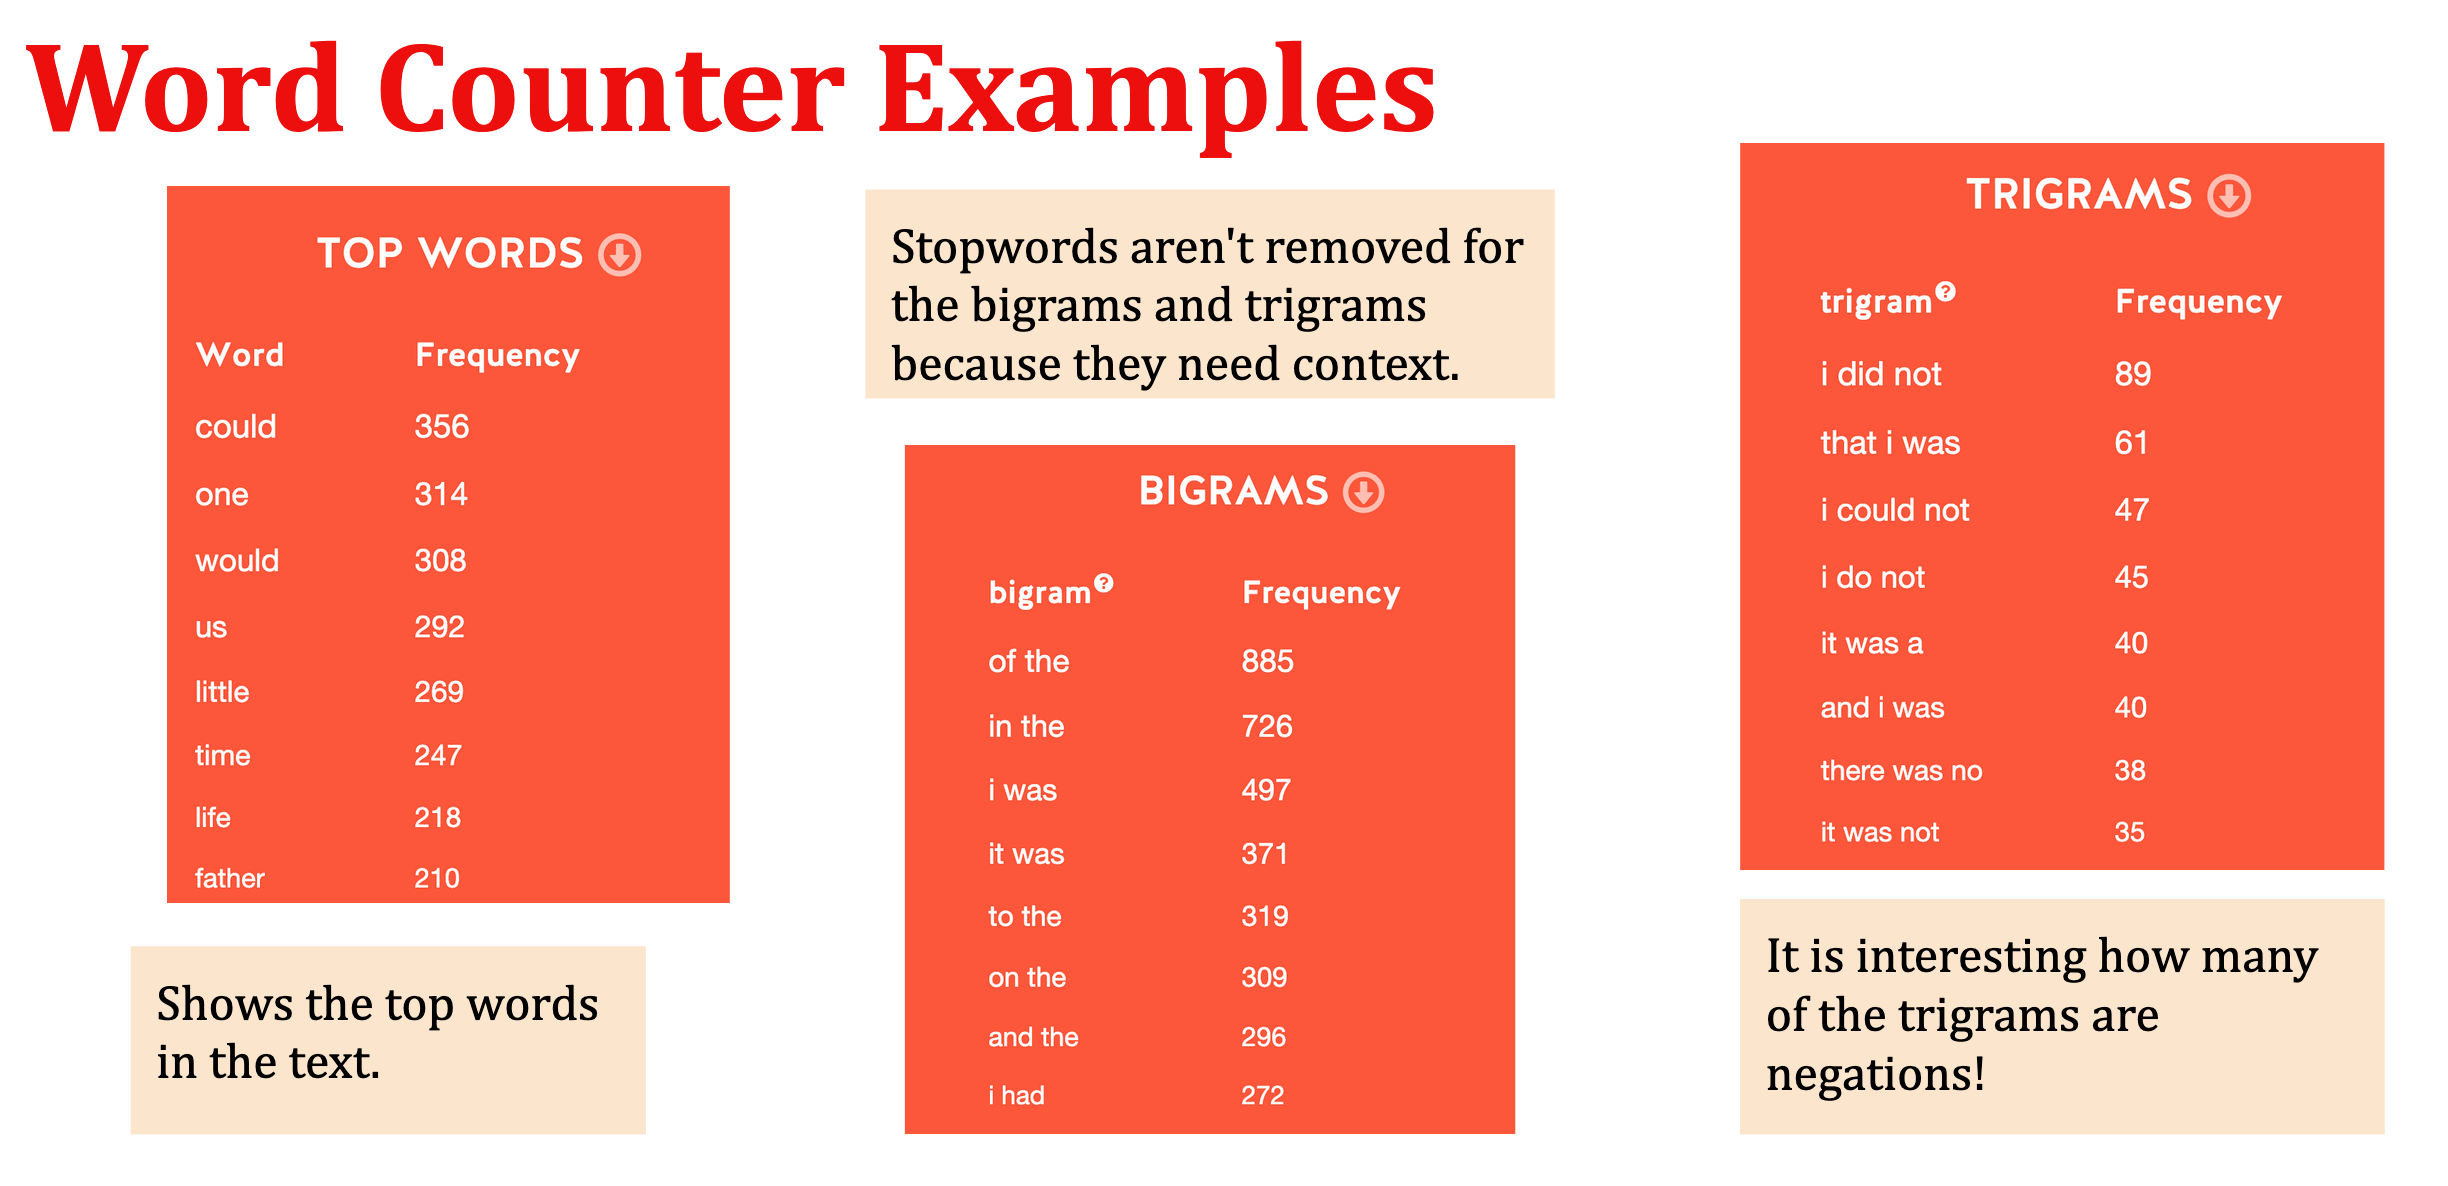 Word Counter Examples
TOP WORDS
Word Frequency
could 356
one 314
would 308
us 292
little 269
time 247
life 218
father 210
Shows the top words
in the text.
Stopwords aren't removed for
the bigrams and trigrams
because they need context.
BIGRAMS
bigram? Frequency
of the 885
in the 726
i was 497
it was 371
to the 319
on the 309
and the 296
i had 272
TRIGRAMS
trigram? Frequency
i did not 89
that i was 61
i could not 47
i do not 45
it was a 40
and i was 40
there was no 38
it was not 35
It is interesting how many
of the trigrams are
negations!